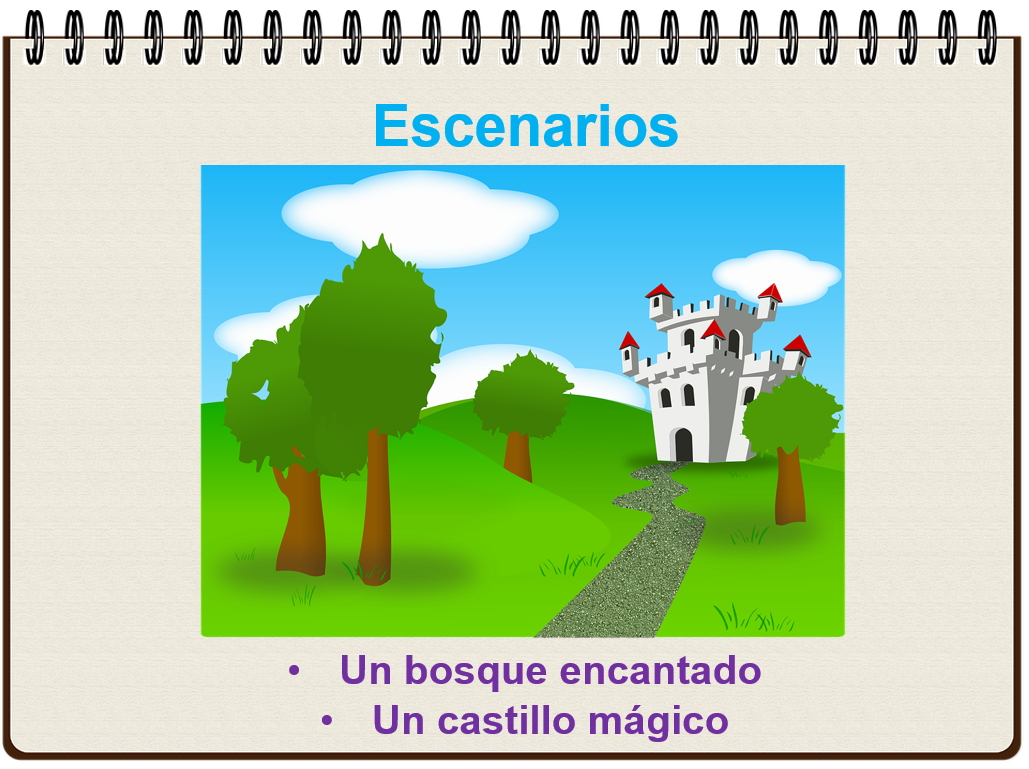 Escenarios
• Un bosque encantado
• Un castillo mágico